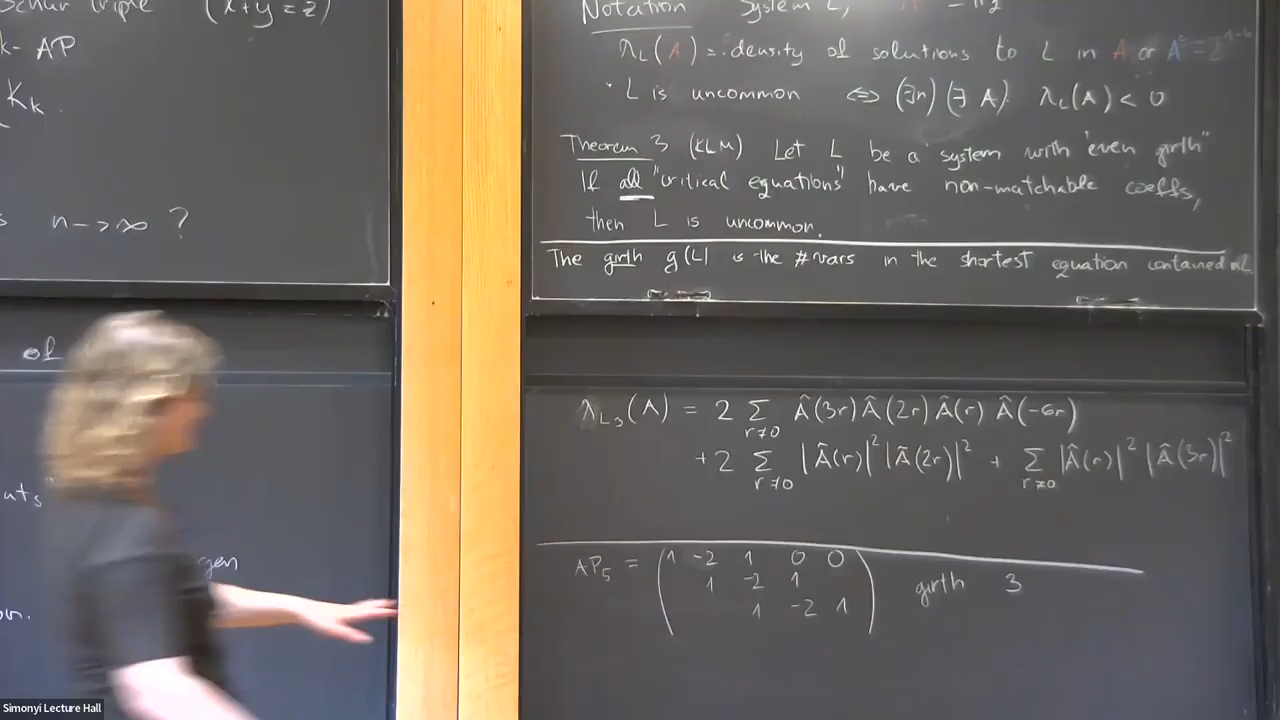 Schur triple (x+y=z)
k-AP
K_k.
n->∞ ?
of
gen
on.
Notation System L,
λ_L(A) = density of solutions to L in A or A^c - 2^{1-k}
· L is uncommon <=> (∃n) (∃ A) λ_L(A) < 0
Theorem 3 (KLM) Let L be a system with "even girth"
If all "critical equations" have non-matchable coeffs,
then L is uncommon.
The girth g(L) is the # vars in the shortest equation contained in L
λ_{L_3}(A) = 2 Σ_{r≠0} Â(3r)Â(2r)Â(r) Â(-6r)
+2 Σ_{r≠0} |Â(r)|² |Â(2r)|² + Σ_{r≠0} |Â(r)|² |Â(3r)|²
AP_5 = ( 1 -2 1 0 0 )
1 -2 1 girth 3
1 -2 1
Simonyi Lecture Hall